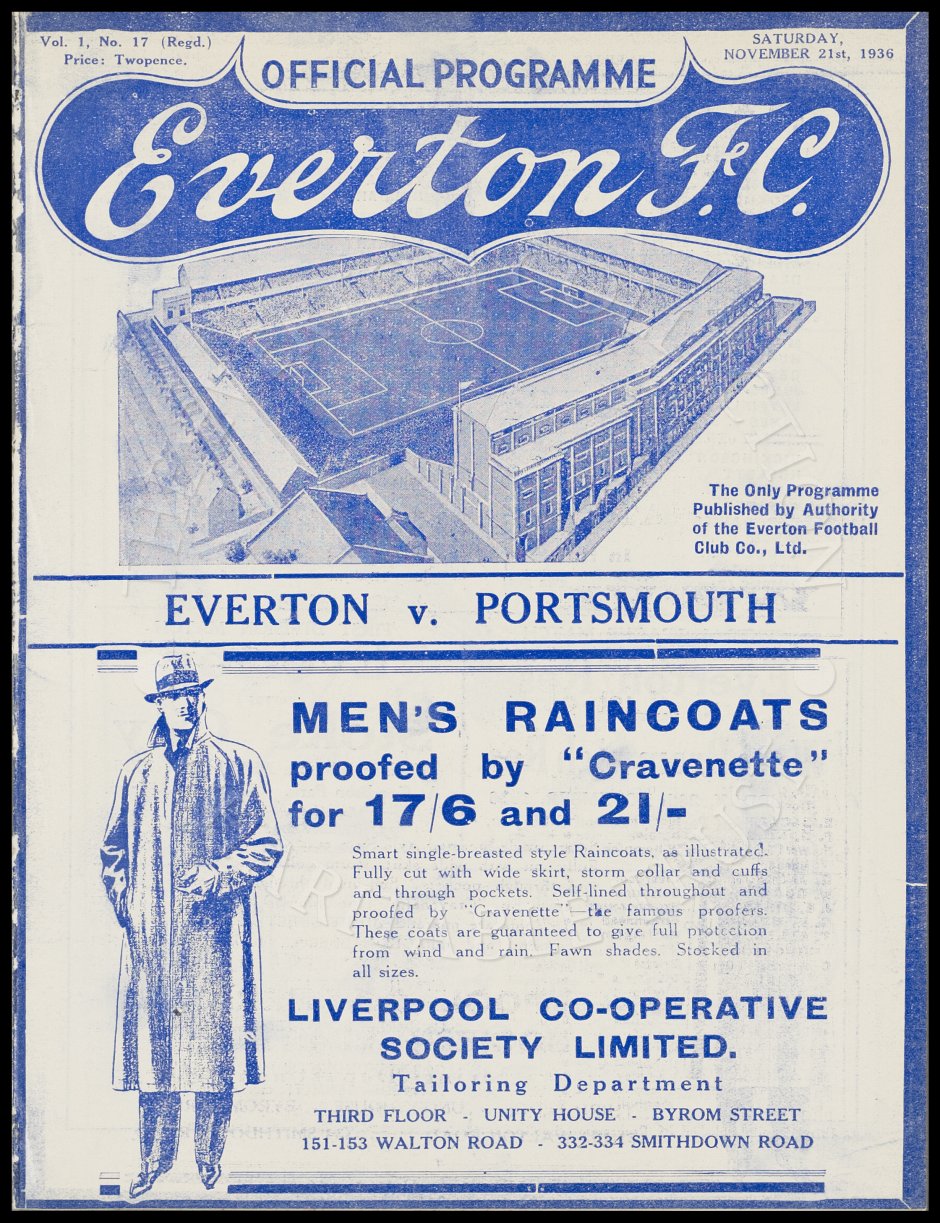 Vol. 1, No. 17 (Regd.)
Price: Twopence.
SATURDAY,
NOVEMBER 21st, 1936
OFFICIAL PROGRAMME
Everton F.C.
The Only Programme
Published by Authority
of the Everton Football
Club Co., Ltd.
EVERTON v. PORTSMOUTH
MEN'S RAINCOATS
proofed by "Cravenette"
for 17/6 and 21/-
Smart single-breasted style Raincoats, as illustrated.
Fully cut with wide skirt, storm collar and cuffs
and through pockets. Self-lined throughout and
proofed by "Cravenette"—the famous proofers.
These coats are guaranteed to give full protection
from wind and rain. Fawn shades. Stocked in
all sizes.
LIVERPOOL CO-OPERATIVE
SOCIETY LIMITED.
Tailoring Department
THIRD FLOOR - UNITY HOUSE - BYROM STREET
151-153 WALTON ROAD - 332-334 SMITHDOWN ROAD